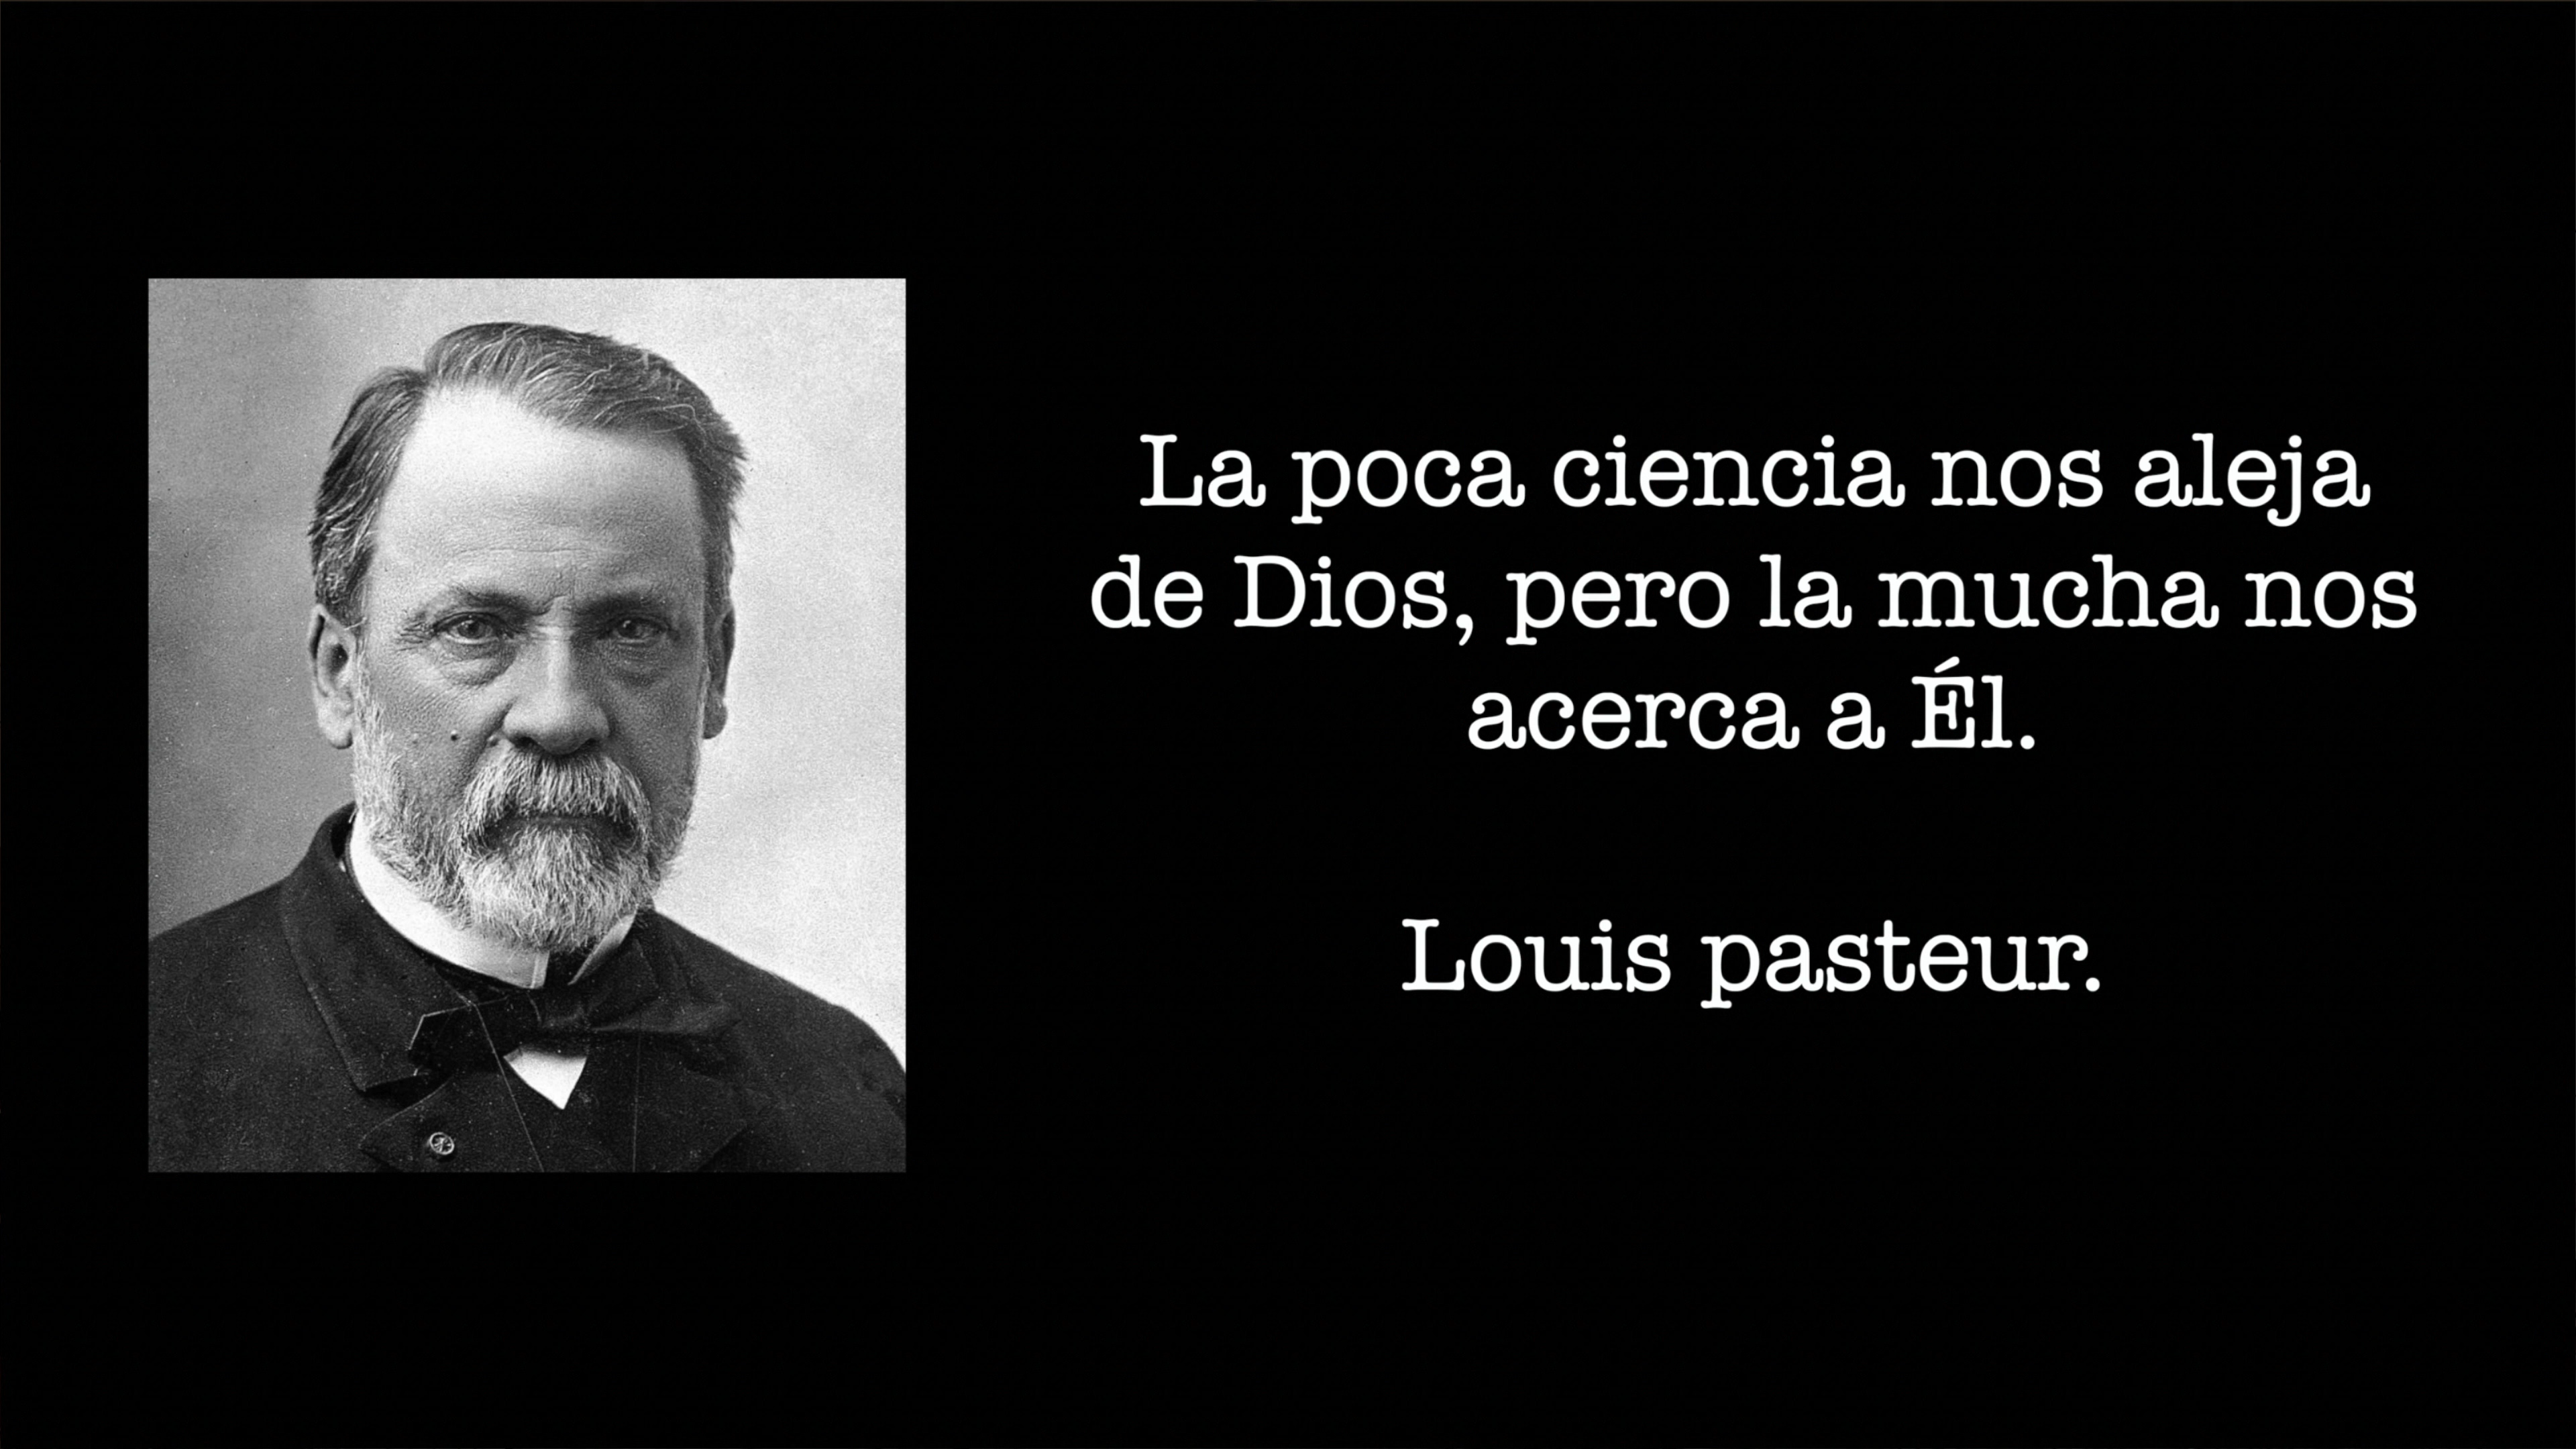 La poca ciencia nos aleja
de Dios, pero la mucha nos
acerca a Él.
Louis pasteur.